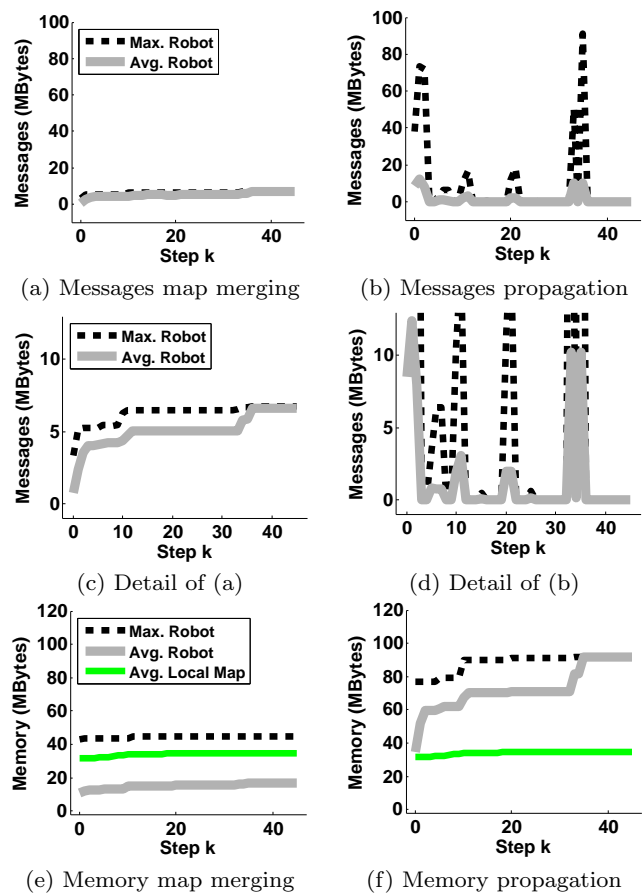 100
80
60
40
20
0
Messages (MBytes)
Max. Robot
Avg. Robot
0 20 40
Step k
(a) Messages map merging
100
80
60
40
20
0
Messages (MBytes)
0 20 40
Step k
(b) Messages propagation
10
5
0
Messages (MBytes)
Max. Robot
Avg. Robot
0 10 20 30 40
Step k
(c) Detail of (a)
10
5
0
Messages (MBytes)
0 10 20 30 40
Step k
(d) Detail of (b)
120
100
80
60
40
20
0
Memory (MBytes)
Max. Robot
Avg. Robot
Avg. Local Map
0 20 40
Step k
(e) Memory map merging
120
100
80
60
40
20
0
Memory (MBytes)
0 20 40
Step k
(f) Memory propagation